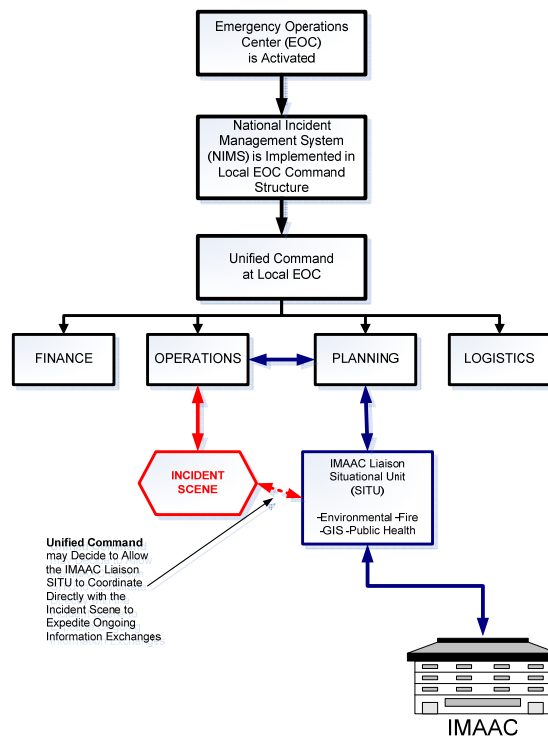 Emergency Operations
Center (EOC)
is Activated
National Incident
Management System
(NIMS) is Implemented in
Local EOC Command
Structure
Unified Command
at Local EOC
FINANCE
OPERATIONS
PLANNING
LOGISTICS
INCIDENT
SCENE
IMAAC Liaison
Situational Unit
(SITU)
-Environmental -Fire
-GIS -Public Health
Unified Command
may Decide to Allow
the IMAAC Liaison
SITU to Coordinate
Directly with the
Incident Scene to
Expedite Ongoing
Information Exchanges
IMAAC